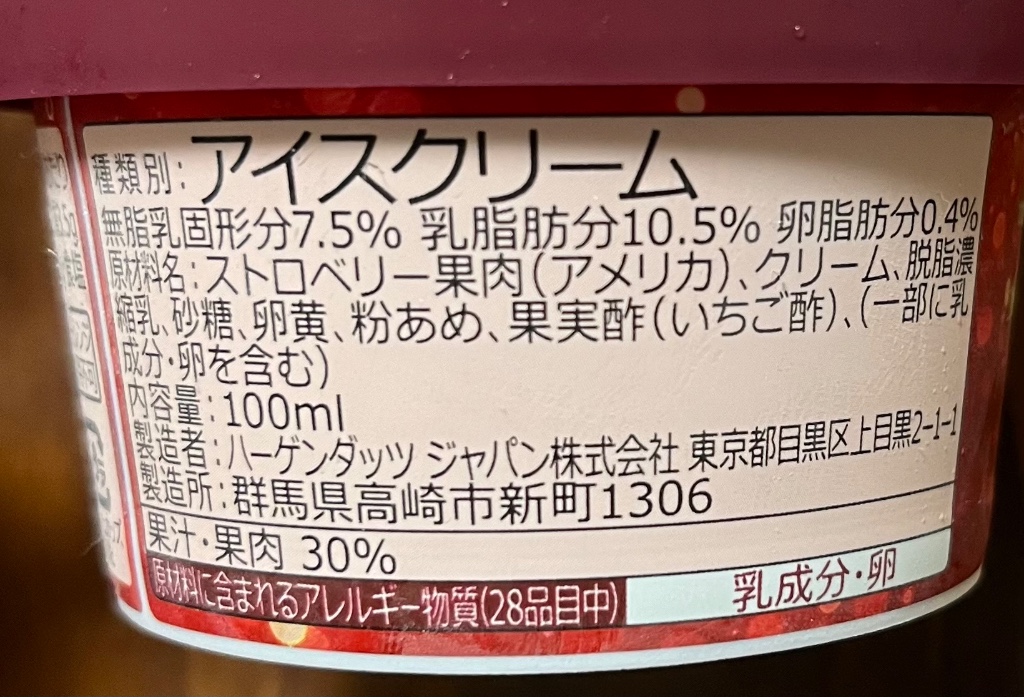 種類別:アイスクリーム
無脂乳固形分7.5% 乳脂肪分10.5% 卵脂肪分0.4%
原材料名:ストロベリー果肉(アメリカ)、クリーム、脱脂濃
縮乳、砂糖、卵黄、粉あめ、果実酢(いちご酢)、(一部に乳
成分・卵を含む)
内容量:100ml
製造者:ハーゲンダッツ ジャパン株式会社 東京都目黒区上目黒2-1-1
製造所:群馬県高崎市新町1306
果汁・果肉 30%
原材料に含まれるアレルギー物質(28品目中) 乳成分・卵